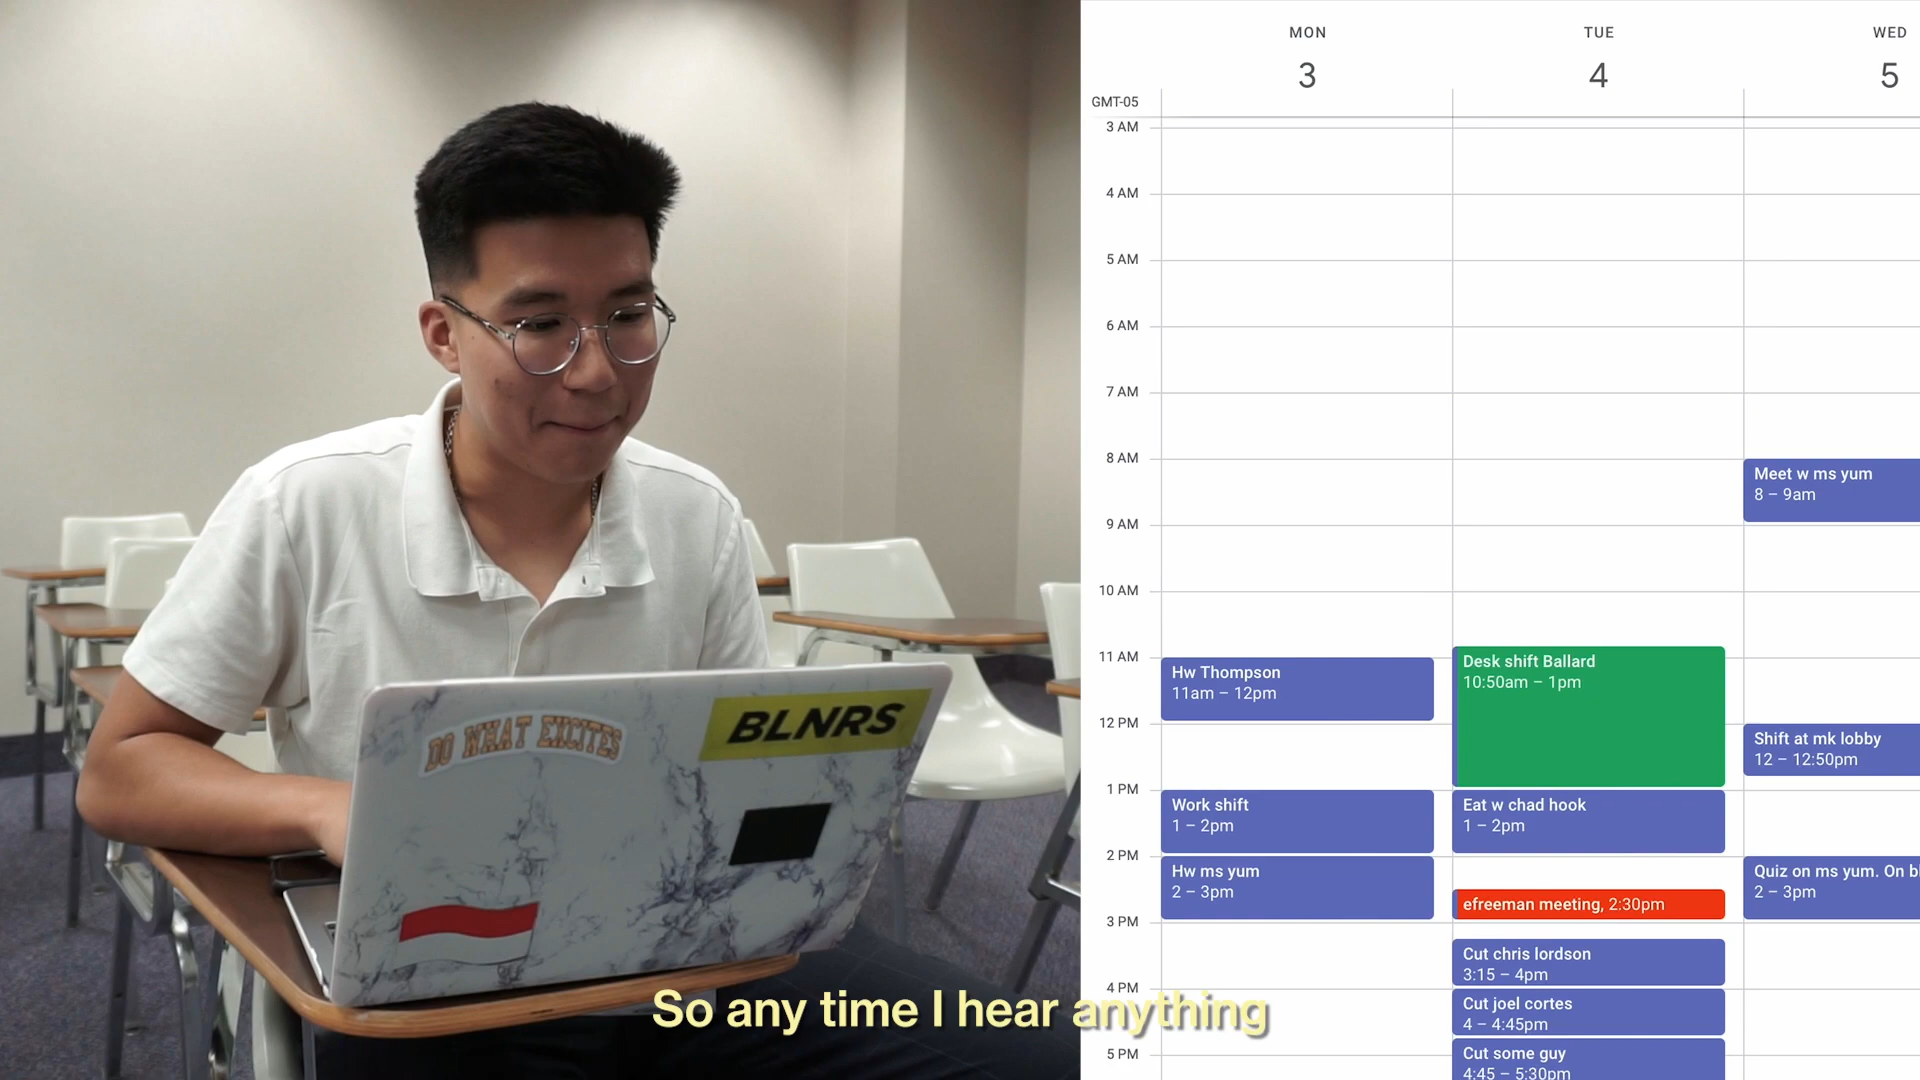 MON
TUE
WED
3
4
5
GMT-05
3 AM
4 AM
5 AM
6 AM
7 AM
8 AM
Meet w ms yum
8 – 9am
9 AM
10 AM
11 AM
Hw Thompson
11am – 12pm
Desk shift Ballard
10:50am – 1pm
12 PM
Shift at mk lobby
12 – 12:50pm
1 PM
Work shift
1 – 2pm
Eat w chad hook
1 – 2pm
2 PM
Hw ms yum
2 – 3pm
Quiz on ms yum. On bl
2 – 3pm
efreeman meeting, 2:30pm
3 PM
Cut chris lordson
3:15 – 4pm
4 PM
Cut joel cortes
4 – 4:45pm
5 PM
Cut some guy
4:45 – 5:30pm
DO WHAT EXCITES
BLNRS
So any time I hear anything